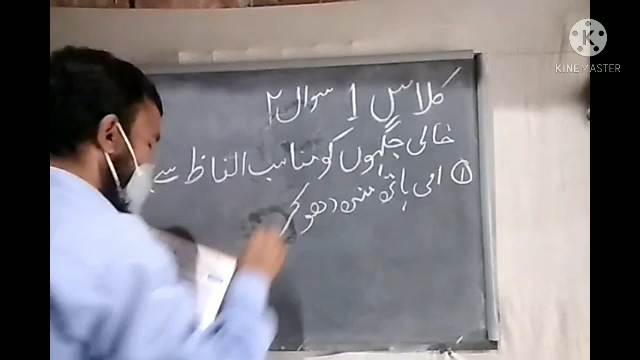 کلاس 1 سوال ۲
خالی جگہوں کو مناسب الفاظ سے
① امی ہاتھ منہ دھو کر
KINEMASTER